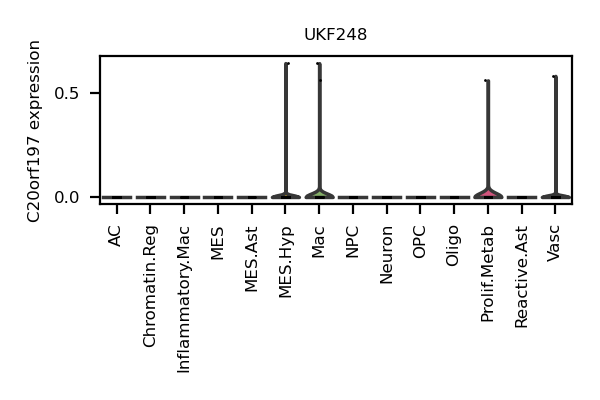 UKF248
C20orf197 expression
0.5
0.0
AC
Chromatin.Reg
Inflammatory.Mac
MES
MES.Ast
MES.Hyp
Mac
NPC
Neuron
OPC
Oligo
Prolif.Metab
Reactive.Ast
Vasc